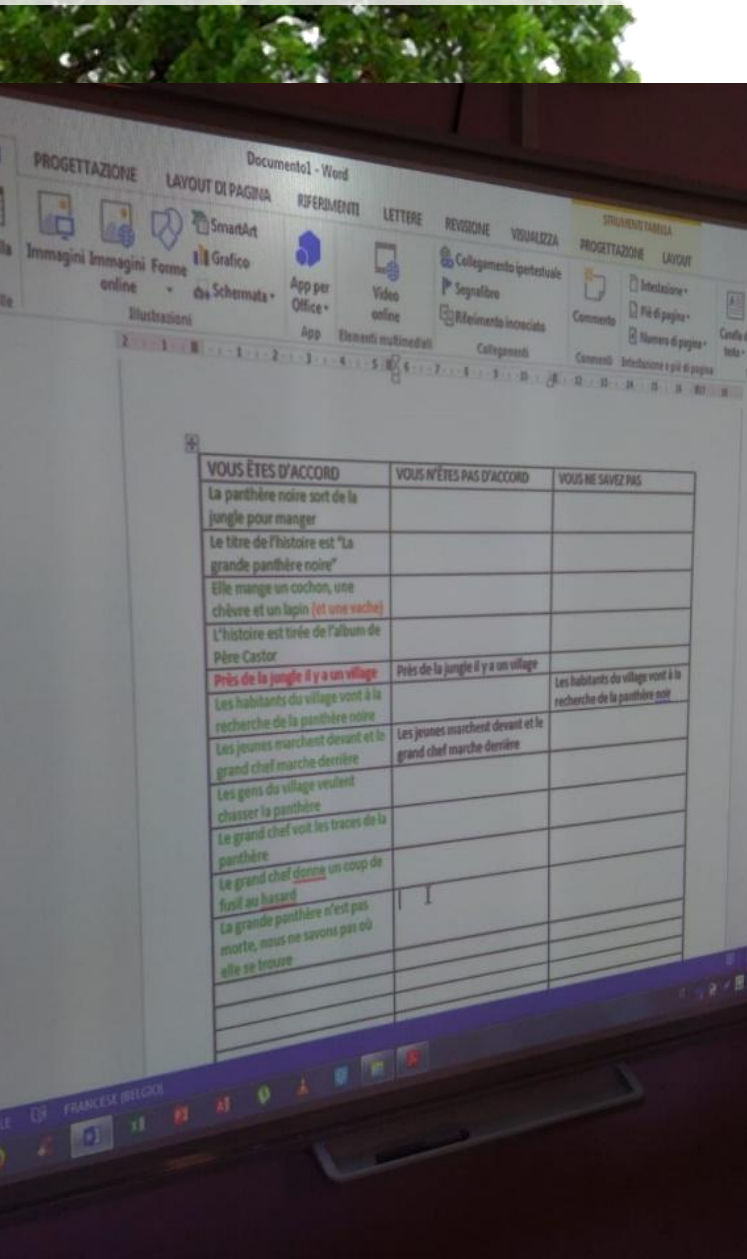 Documento1 - Word
PROGETTAZIONE LAYOUT DI PAGINA RIFERIMENTI LETTERE REVISIONE VISUALIZZA
STRUMENTI TABELLA
PROGETTAZIONE LAYOUT
Immagini Immagini online Forme
SmartArt
Grafico
Schermata
Illustrazioni
App per Office
App
Video online
Elementi multimediali
Collegamento ipertestuale
Segnalibro
Riferimento incrociato
Collegamenti
Commento
Commenti
Intestazione
Piè di pagina
Numero di pagina
Intestazione e piè di pagina
VOUS ÊTES D'ACCORD VOUS N'ÊTES PAS D'ACCORD VOUS NE SAVEZ PAS
La panthère noire sort de la
jungle pour manger
Le titre de l'histoire est "La
grande panthère noire"
Elle mange un cochon, une
chèvre et un lapin (et une vache)
L'histoire est tirée de l'album de
Père Castor
Près de la jungle il y a un village Près de la jungle il y a un village
Les habitants du village vont à la
recherche de la panthère noire
Les habitants du village vont à la
recherche de la panthère noir
Les jeunes marchent devant et le
grand chef marche derrière
Les jeunes marchent devant et le
grand chef marche derrière
Les gens du village veulent
chasser la panthère
Le grand chef voit les traces de la
panthère
Le grand chef donne un coup de
fusil au hasard
La grande panthère n'est pas
morte, nous ne savons pas où
elle se trouve
FRANCESE (BELGIO)